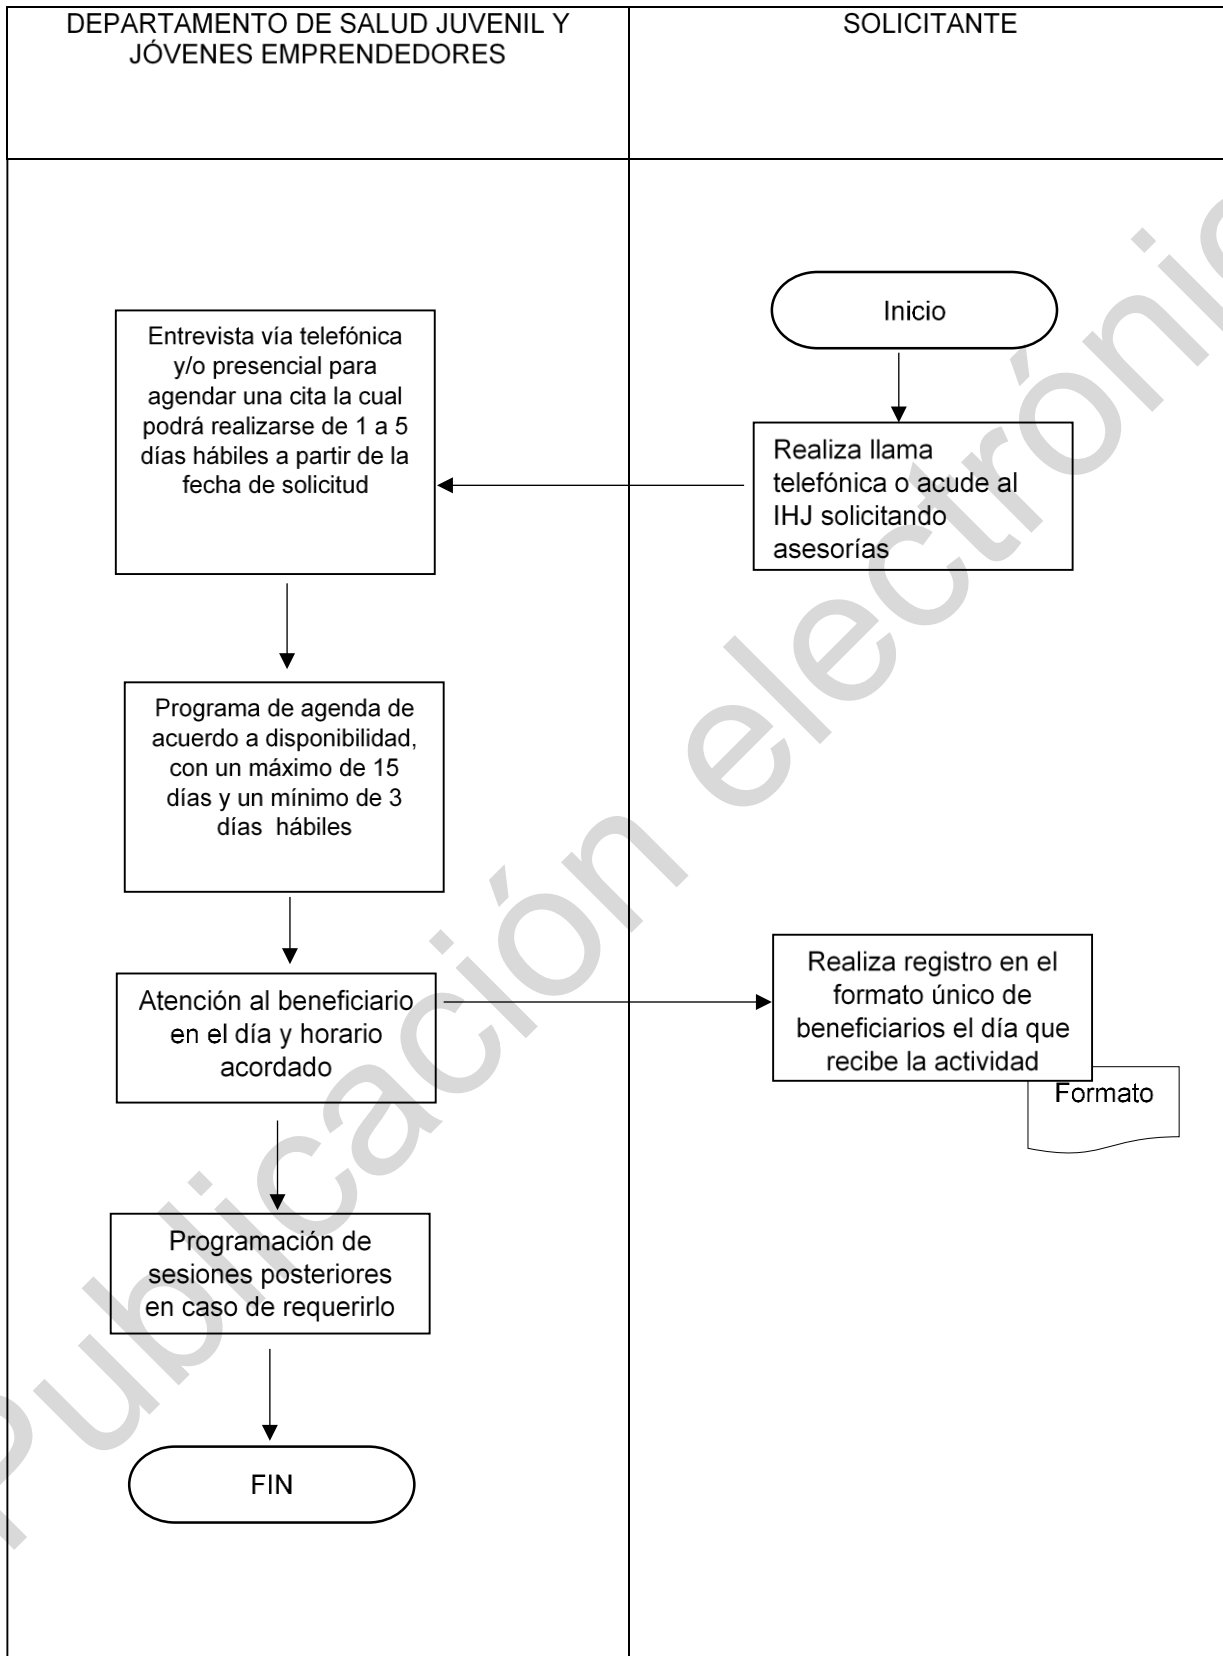 DEPARTAMENTO DE SALUD JUVENIL Y
JÓVENES EMPRENDEDORES
SOLICITANTE
Inicio
Realiza llama
telefónica o acude al
IHJ solicitando
asesorías
Entrevista vía telefónica
y/o presencial para
agendar una cita la cual
podrá realizarse de 1 a 5
días hábiles a partir de la
fecha de solicitud
Programa de agenda de
acuerdo a disponibilidad,
con un máximo de 15
días y un mínimo de 3
días hábiles
Atención al beneficiario
en el día y horario
acordado
Realiza registro en el
formato único de
beneficiarios el día que
recibe la actividad
Formato
Programación de
sesiones posteriores
en caso de requerirlo
FIN
Publicación electrónic